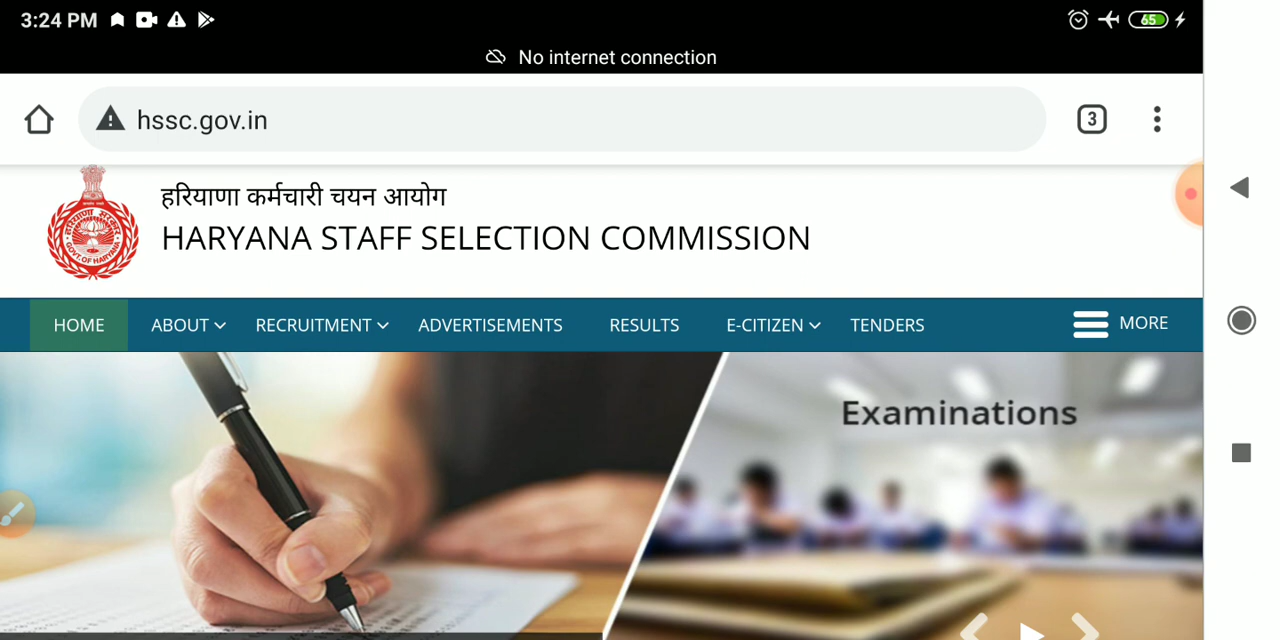 3:24 PM
65
No internet connection
hssc.gov.in
3
हरियाणा कर्मचारी चयन आयोग
HARYANA STAFF SELECTION COMMISSION
HOME ABOUT RECRUITMENT ADVERTISEMENTS RESULTS E-CITIZEN TENDERS MORE
Examinations